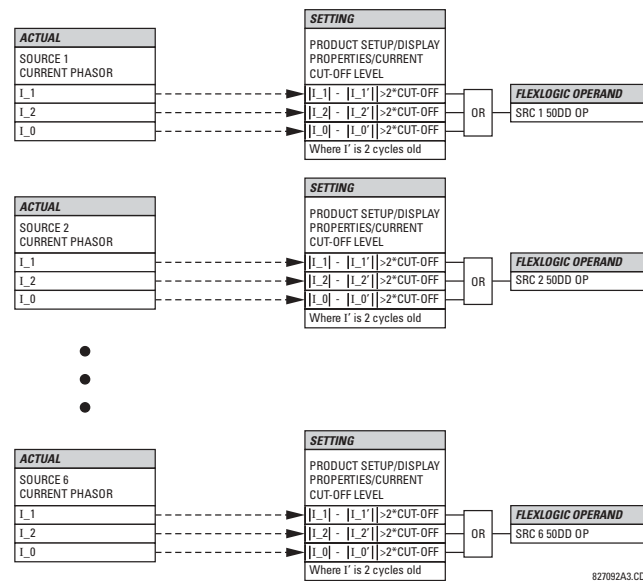 ACTUAL
SOURCE 1
CURRENT PHASOR
I_1
I_2
I_0
SETTING
PRODUCT SETUP/DISPLAY
PROPERTIES/CURRENT
CUT-OFF LEVEL
||I_1| - |I_1'||>2*CUT-OFF
||I_2| - |I_2'||>2*CUT-OFF
||I_0| - |I_0'||>2*CUT-OFF
Where I' is 2 cycles old
OR
FLEXLOGIC OPERAND
SRC 1 50DD OP
ACTUAL
SOURCE 2
CURRENT PHASOR
I_1
I_2
I_0
SETTING
PRODUCT SETUP/DISPLAY
PROPERTIES/CURRENT
CUT-OFF LEVEL
||I_1| - |I_1'||>2*CUT-OFF
||I_2| - |I_2'||>2*CUT-OFF
||I_0| - |I_0'||>2*CUT-OFF
Where I' is 2 cycles old
OR
FLEXLOGIC OPERAND
SRC 2 50DD OP
ACTUAL
SOURCE 6
CURRENT PHASOR
I_1
I_2
I_0
SETTING
PRODUCT SETUP/DISPLAY
PROPERTIES/CURRENT
CUT-OFF LEVEL
||I_1| - |I_1'||>2*CUT-OFF
||I_2| - |I_2'||>2*CUT-OFF
||I_0| - |I_0'||>2*CUT-OFF
Where I' is 2 cycles old
OR
FLEXLOGIC OPERAND
SRC 6 50DD OP
827092A3.CD